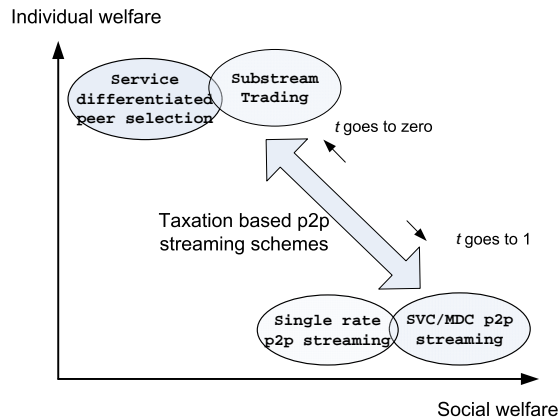 Individual welfare
Service
differentiated
peer selection
Substream
Trading
t goes to zero
Taxation based p2p
streaming schemes
t goes to 1
Single rate
p2p streaming
SVC/MDC p2p
streaming
Social welfare